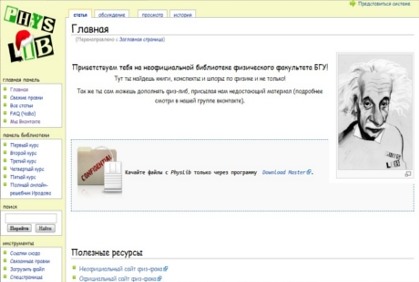 PHYS
LIB
Представиться системе
статья обсуждение просмотр история
Главная
(Перенаправлено с Заглавная страница)
Приветствуем тебя на неофициальной библиотеке физического факультета БГУ!
Тут ты найдешь книги, конспекты и шпоры по физике и не только!
Так же ты сам можешь дополнить физ-либ, прислав нам недостающий материал (подробнее
смотри в нашей группе вконтакте).
CONFIDENTIAL
Качайте файлы с PhysLib только через программу Download Master.
Полезные ресурсы
Неофициальный сайт физ-фака
Официальный сайт физ-фака
главная панель
Главная
Свежие правки
Все статьи
FAQ (ЧаВо)
Мы Вконтакте
панель библиотеки
Первый курс
Второй курс
Третий курс
Четвертый курс
Пятый курс
Полный онлайн-
решебник Иродова
поиск
Перейти Найти
инструменты
Ссылки сюда
Связанные правки
Загрузить файл
Спецстраницы